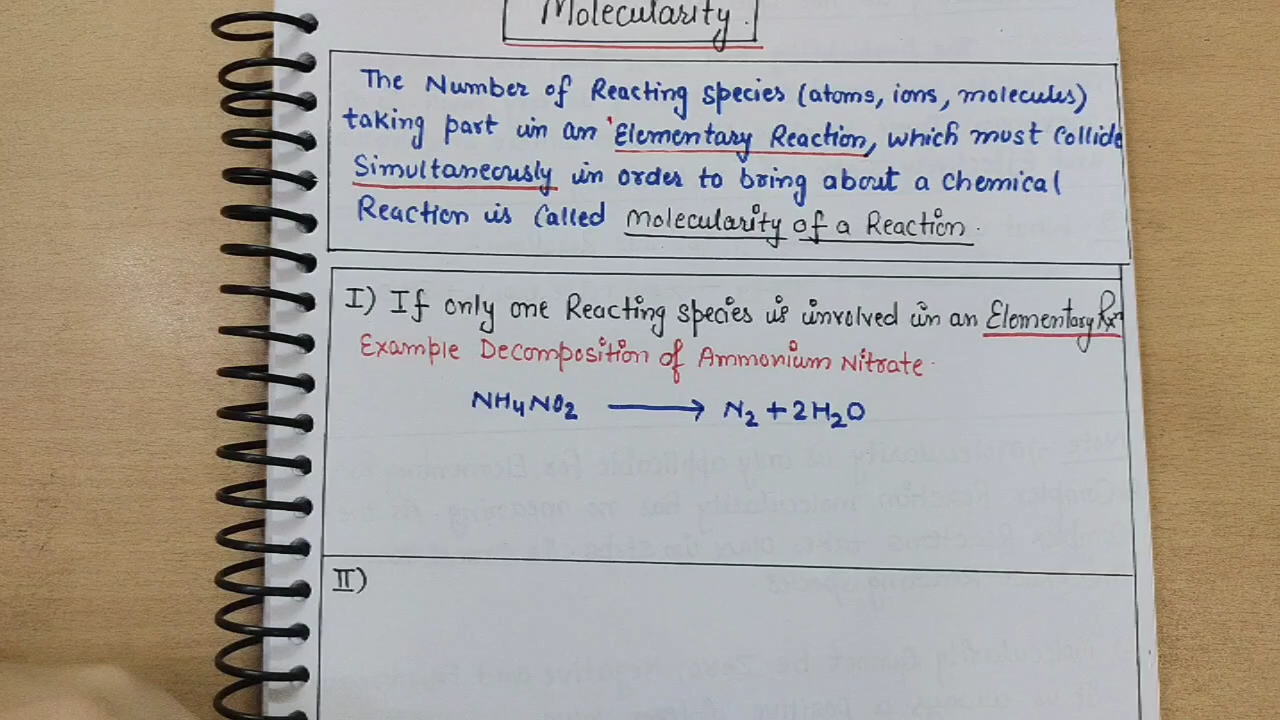 Molecularity.
The Number of Reacting species (atoms, ions, molecules)
taking part in an 'Elementary Reaction, which must collide
Simultaneously in order to bring about a chemical
Reaction is called Molecularity of a Reaction.
I) If only one Reacting species is involved in an Elementary Rxⁿ
Example Decomposition of Ammonium Nitrate.
NH₄NO₂ ⟶ N₂ + 2H₂O
II)